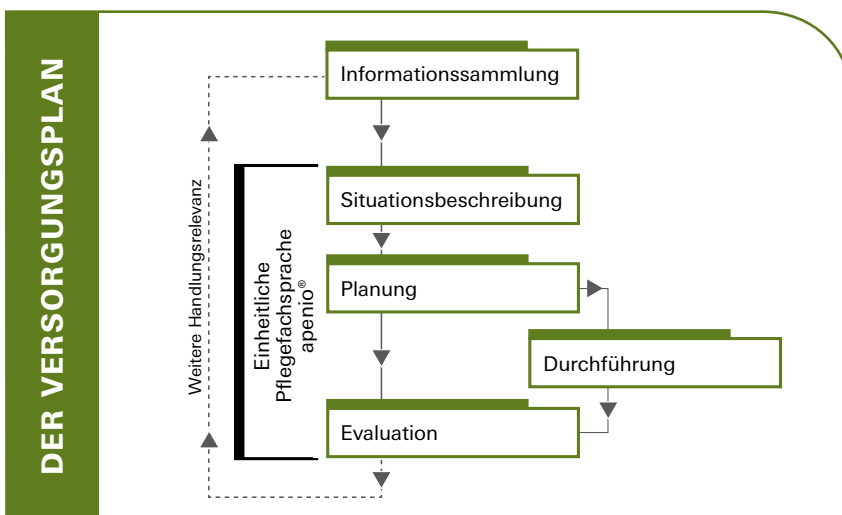 DER VERSORGUNGSPLAN
Informationssammlung
Situationsbeschreibung
Planung
Durchführung
Evaluation
Weitere Handlungsrelevanz
Einheitliche
Pflegefachsprache
apenio®